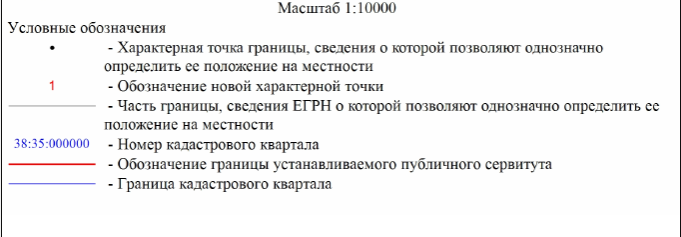 Масштаб 1:10000
Условные обозначения
- Характерная точка границы, сведения о которой позволяют однозначно
определить ее положение на местности
1 - Обозначение новой характерной точки
- Часть границы, сведения ЕГРН о которой позволяют однозначно определить ее
положение на местности
38:35:000000 - Номер кадастрового квартала
- Обозначение границы устанавливаемого публичного сервитута
- Граница кадастрового квартала